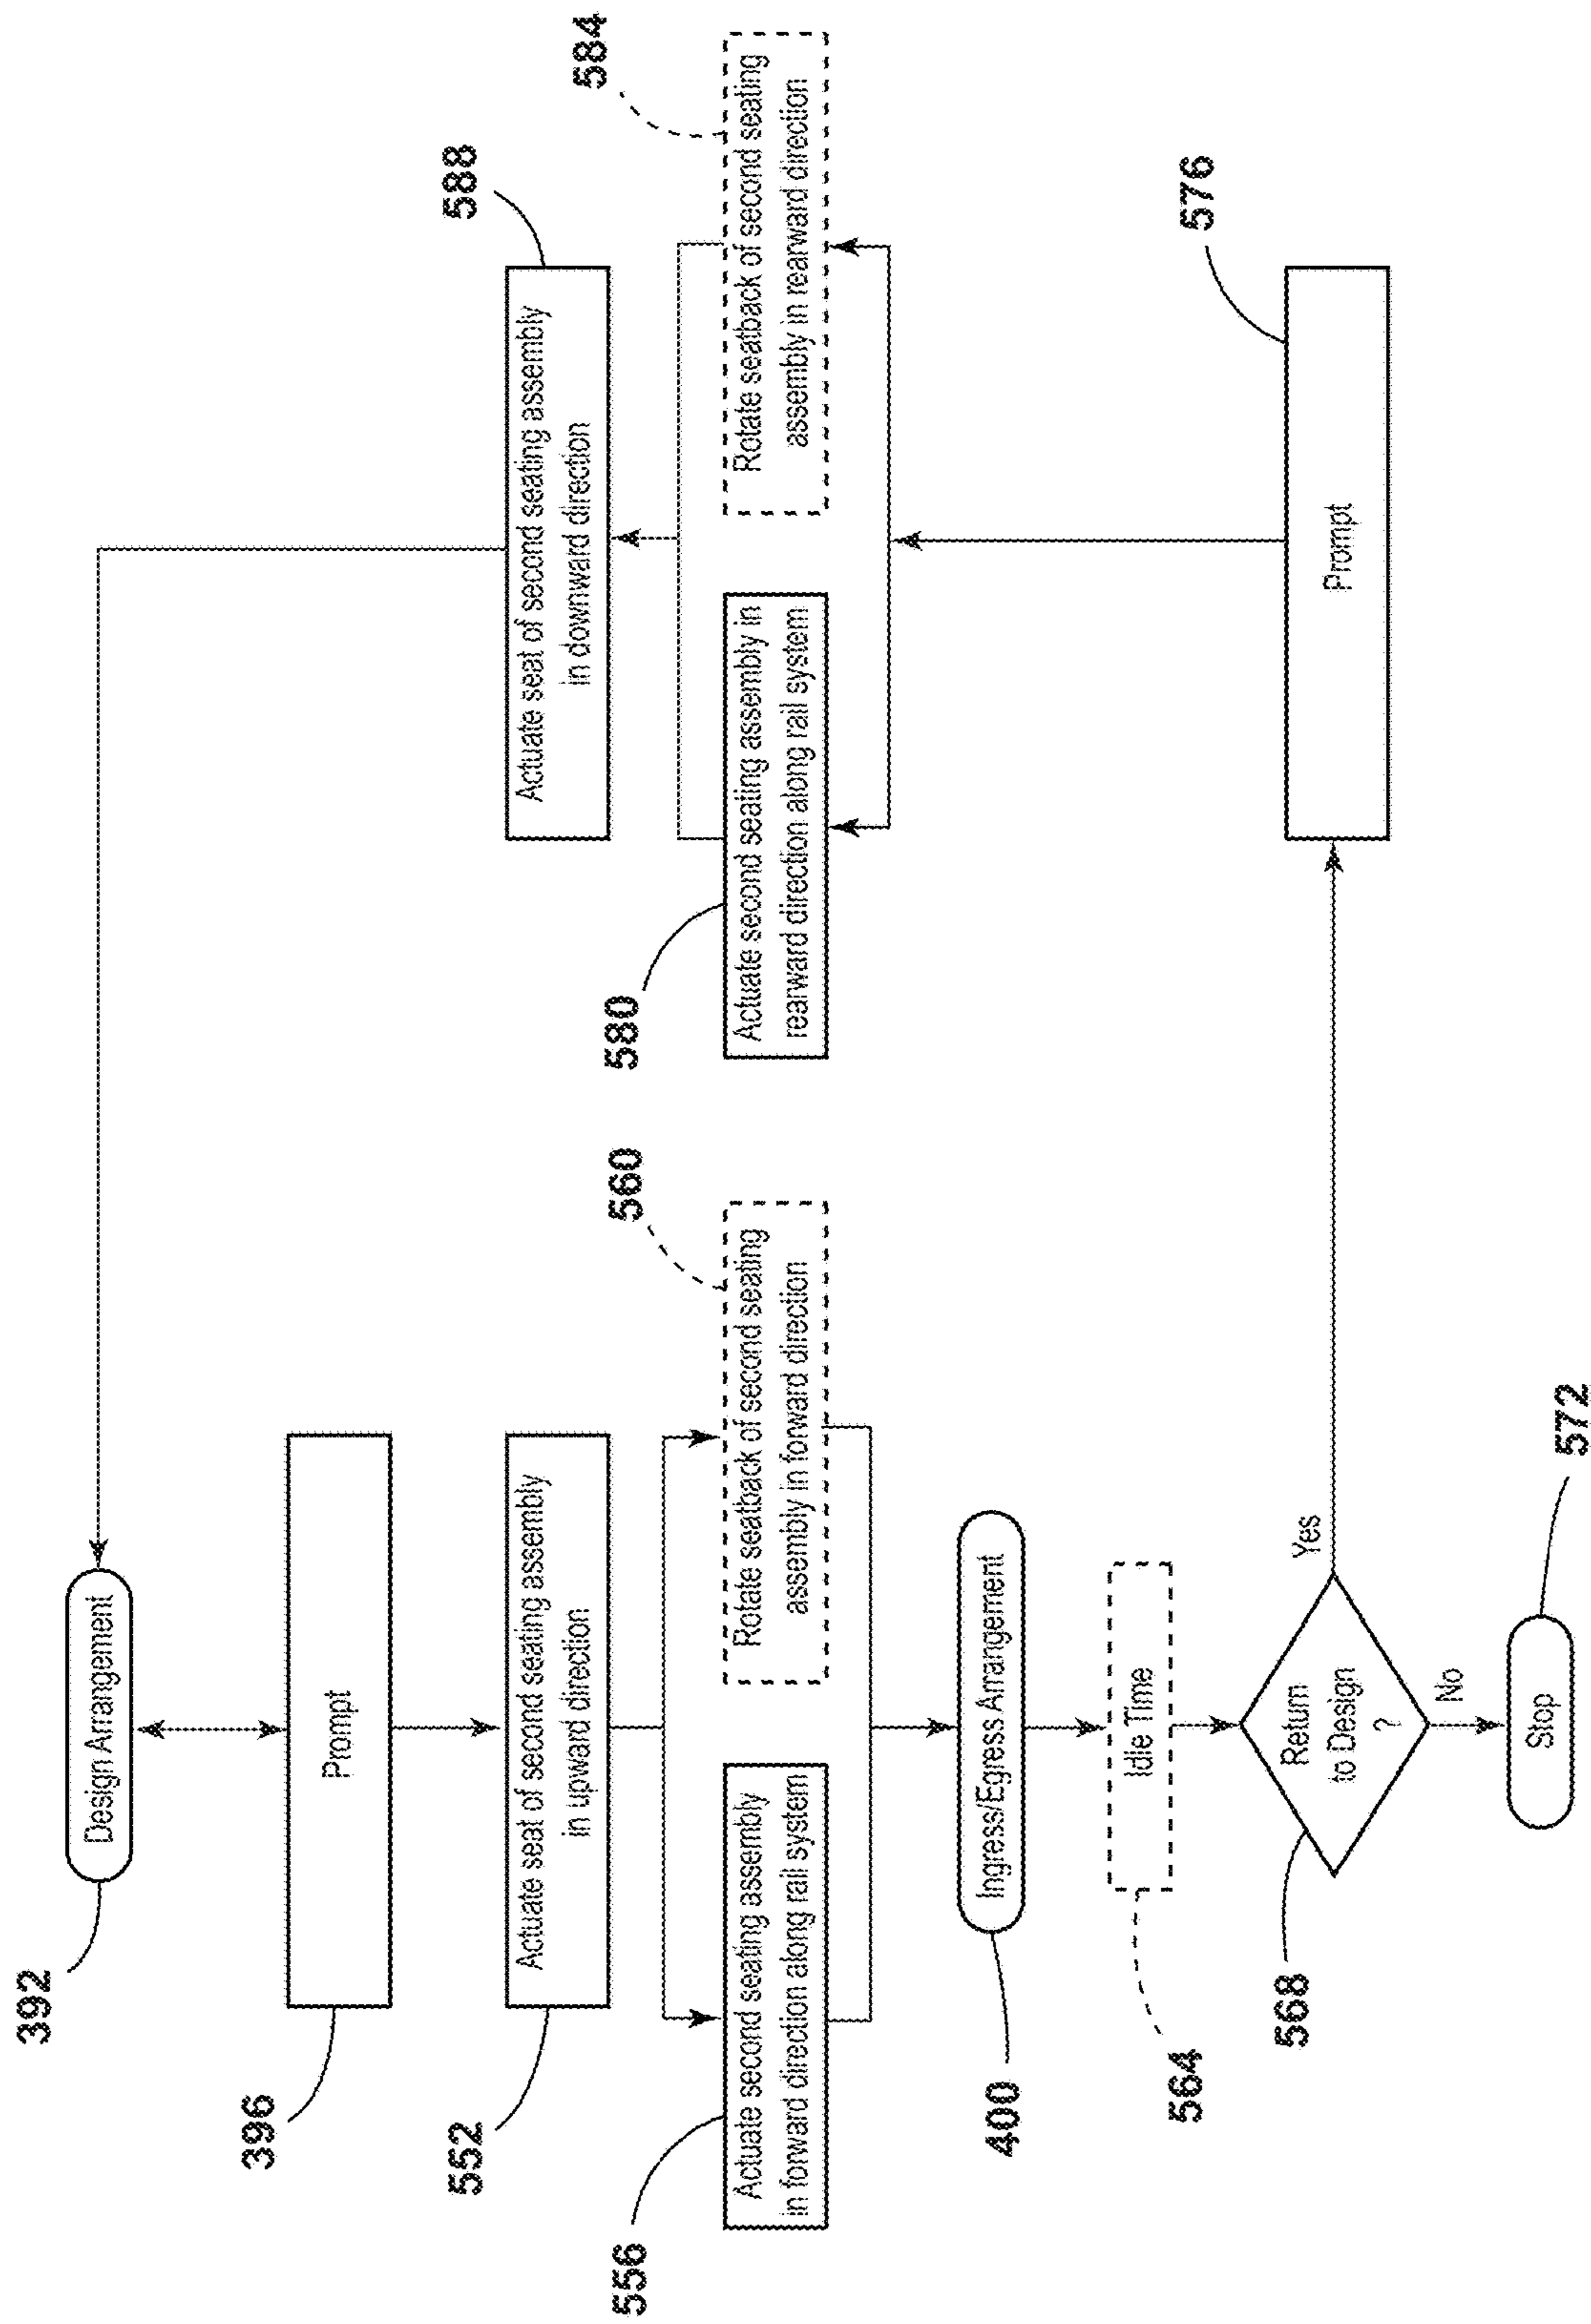 392
Design Arrangement
396
Prompt
552
Actuate seat of second seating assembly
in upward direction
556
Actuate second seating assembly
in forward direction along rail system
560
Rotate seatback of second seating
assembly in forward direction
400
Ingress/Egress Arrangement
564
Idle Time
568
Return
to Design
?
Yes
No
572
Stop
588
Actuate seat of second seating assembly
in downward direction
580
Actuate second seating assembly in
rearward direction along rail system
584
Rotate seatback of second seating
assembly in rearward direction
576
Prompt